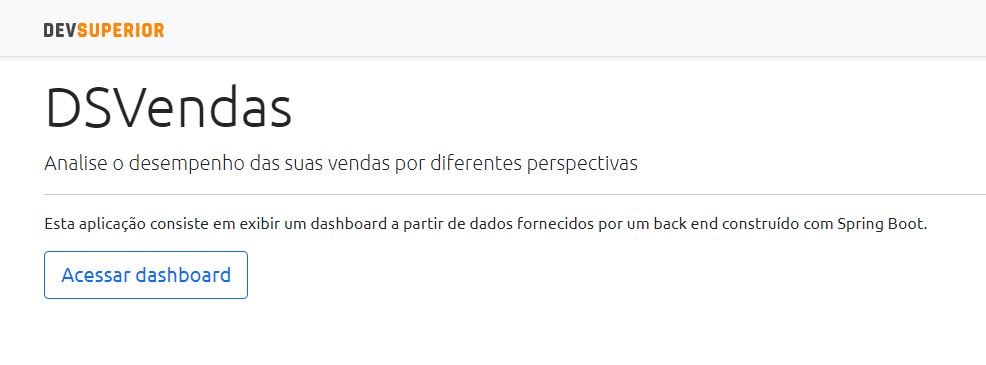 DEVSUPERIOR
DSVendas
Analise o desempenho das suas vendas por diferentes perspectivas
Esta aplicação consiste em exibir um dashboard a partir de dados fornecidos por um back end construído com Spring Boot.
Acessar dashboard